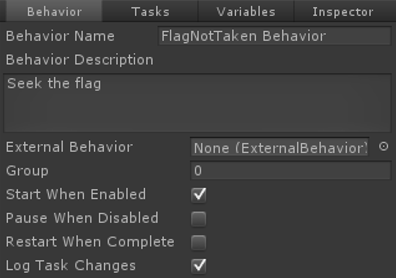 Behavior Tasks Variables Inspector
Behavior Name FlagNotTaken Behavior
Behavior Description
Seek the flag
External Behavior None (ExternalBehavior)
Group 0
Start When Enabled
Pause When Disabled
Restart When Complete
Log Task Changes